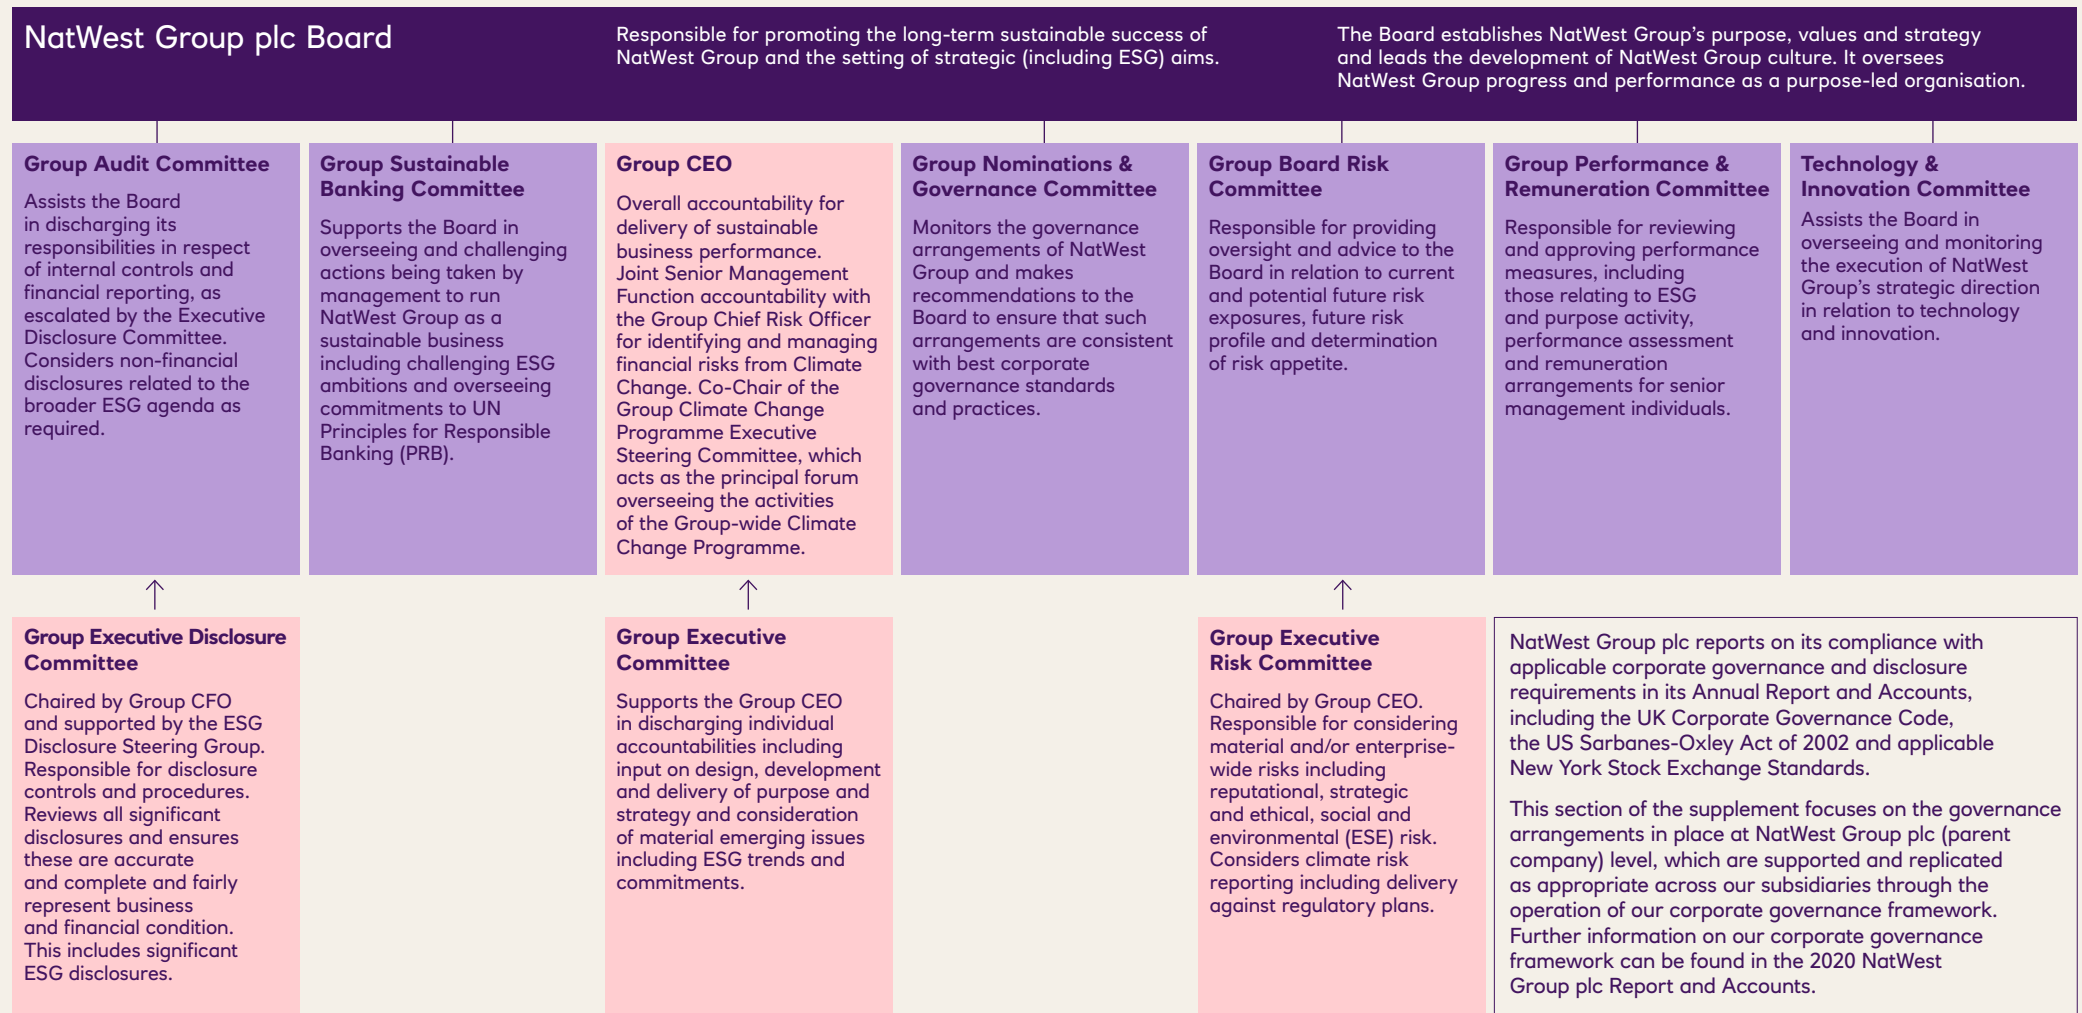 NatWest Group plc Board
Responsible for promoting the long-term sustainable success of
NatWest Group and the setting of strategic (including ESG) aims.
The Board establishes NatWest Group's purpose, values and strategy
and leads the development of NatWest Group culture. It oversees
NatWest Group progress and performance as a purpose-led organisation.
Group Audit Committee
Assists the Board
in discharging its
responsibilities in respect
of internal controls and
financial reporting, as
escalated by the Executive
Disclosure Committee.
Considers non-financial
disclosures related to the
broader ESG agenda as
required.
Group Sustainable
Banking Committee
Supports the Board in
overseeing and challenging
actions being taken by
management to run
NatWest Group as a
sustainable business
including challenging ESG
ambitions and overseeing
commitments to UN
Principles for Responsible
Banking (PRB).
Group CEO
Overall accountability for
delivery of sustainable
business performance.
Joint Senior Management
Function accountability with
the Group Chief Risk Officer
for identifying and managing
financial risks from Climate
Change. Co-Chair of the
Group Climate Change
Programme Executive
Steering Committee, which
acts as the principal forum
overseeing the activities
of the Group-wide Climate
Change Programme.
Group Nominations &
Governance Committee
Monitors the governance
arrangements of NatWest
Group and makes
recommendations to the
Board to ensure that such
arrangements are consistent
with best corporate
governance standards
and practices.
Group Board Risk
Committee
Responsible for providing
oversight and advice to the
Board in relation to current
and potential future risk
exposures, future risk
profile and determination
of risk appetite.
Group Performance &
Remuneration Committee
Responsible for reviewing
and approving performance
measures, including
those relating to ESG
and purpose activity,
performance assessment
and remuneration
arrangements for senior
management individuals.
Technology &
Innovation Committee
Assists the Board in
overseeing and monitoring
the execution of NatWest
Group's strategic direction
in relation to technology
and innovation.
Group Executive Disclosure
Committee
Chaired by Group CFO
and supported by the ESG
Disclosure Steering Group.
Responsible for disclosure
controls and procedures.
Reviews all significant
disclosures and ensures
these are accurate
and complete and fairly
represent business
and financial condition.
This includes significant
ESG disclosures.
Group Executive
Committee
Supports the Group CEO
in discharging individual
accountabilities including
input on design, development
and delivery of purpose and
strategy and consideration
of material emerging issues
including ESG trends and
commitments.
Group Executive
Risk Committee
Chaired by Group CEO.
Responsible for considering
material and/or enterprise-
wide risks including
reputational, strategic
and ethical, social and
environmental (ESE) risk.
Considers climate risk
reporting including delivery
against regulatory plans.
NatWest Group plc reports on its compliance with
applicable corporate governance and disclosure
requirements in its Annual Report and Accounts,
including the UK Corporate Governance Code,
the US Sarbanes-Oxley Act of 2002 and applicable
New York Stock Exchange Standards.
This section of the supplement focuses on the governance
arrangements in place at NatWest Group plc (parent
company) level, which are supported and replicated
as appropriate across our subsidiaries through the
operation of our corporate governance framework.
Further information on our corporate governance
framework can be found in the 2020 NatWest
Group plc Report and Accounts.